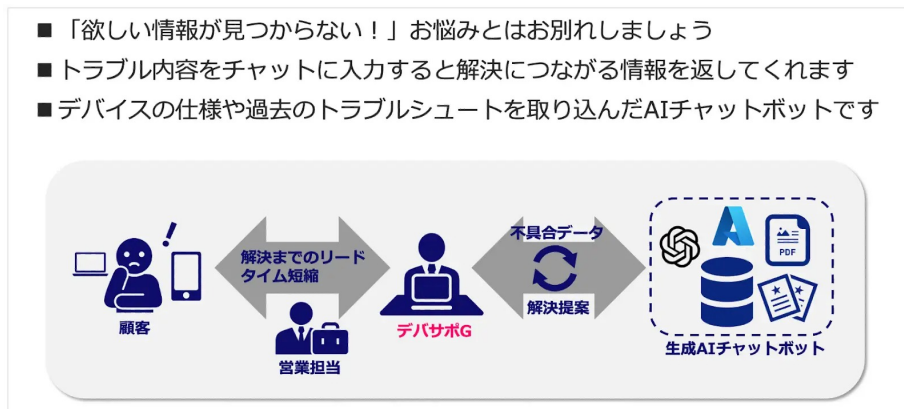 ■「欲しい情報が見つからない！」お悩みとはお別れしましょう
■トラブル内容をチャットに入力すると解決につながる情報を返してくれます
■デバイスの仕様や過去のトラブルシュートを取り込んだAIチャットボットです
顧客
解決までのリード
タイム短縮
営業担当
デバサポG
不具合データ
解決提案
PDF
生成AIチャットボット